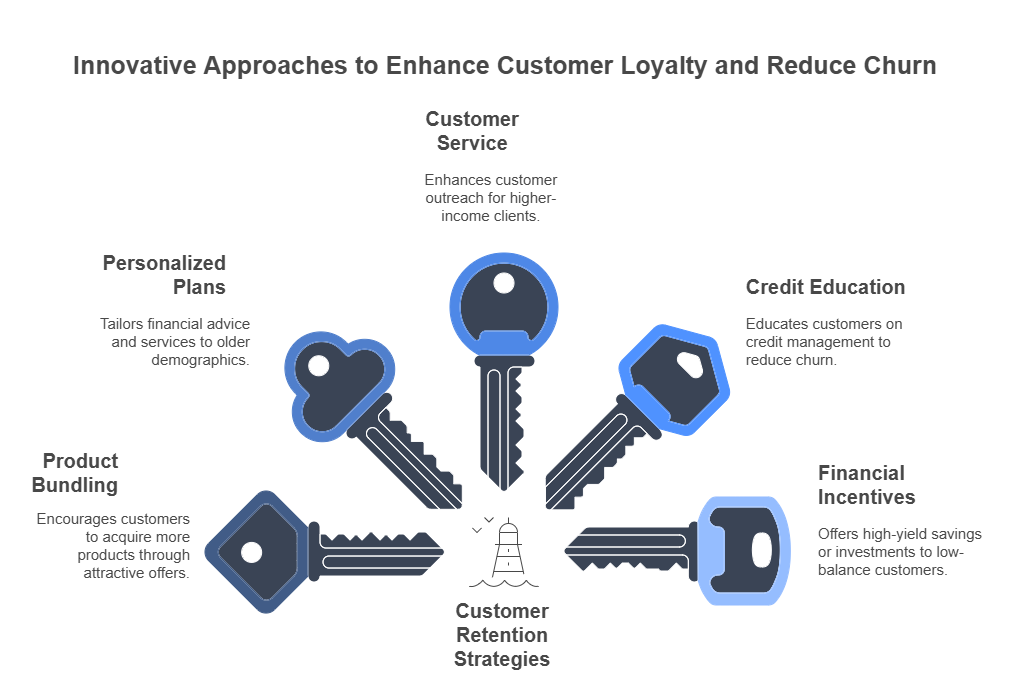 Innovative Approaches to Enhance Customer Loyalty and Reduce Churn
Customer
Service
Enhances customer
outreach for higher-
income clients.
Personalized
Plans
Tailors financial advice
and services to older
demographics.
Credit Education
Educates customers on
credit management to
reduce churn.
Product
Bundling
Encourages customers
to acquire more
products through
attractive offers.
Financial
Incentives
Offers high-yield savings
or investments to low-
balance customers.
Customer
Retention
Strategies